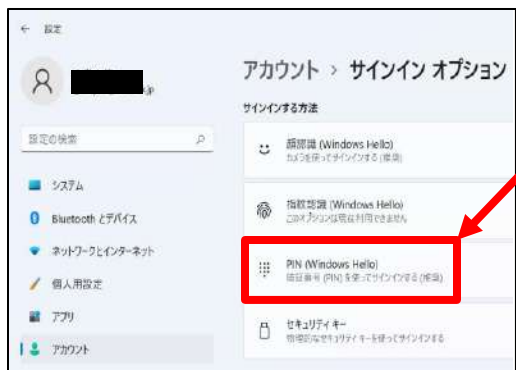 ← 設定
アカウント > サインイン オプション
サインインする方法
設定の検索
顔認識 (Windows Hello)
カメラを使ってサインインする (推奨)
システム
指紋認識 (Windows Hello)
このオプションは現在利用できません
Bluetooth とデバイス
ネットワークとインターネット
PIN (Windows Hello)
暗証番号 (PIN) を使ってサインインする (推奨)
個人用設定
アプリ
セキュリティ キー
物理的なセキュリティ キーを使ってサインインする
アカウント